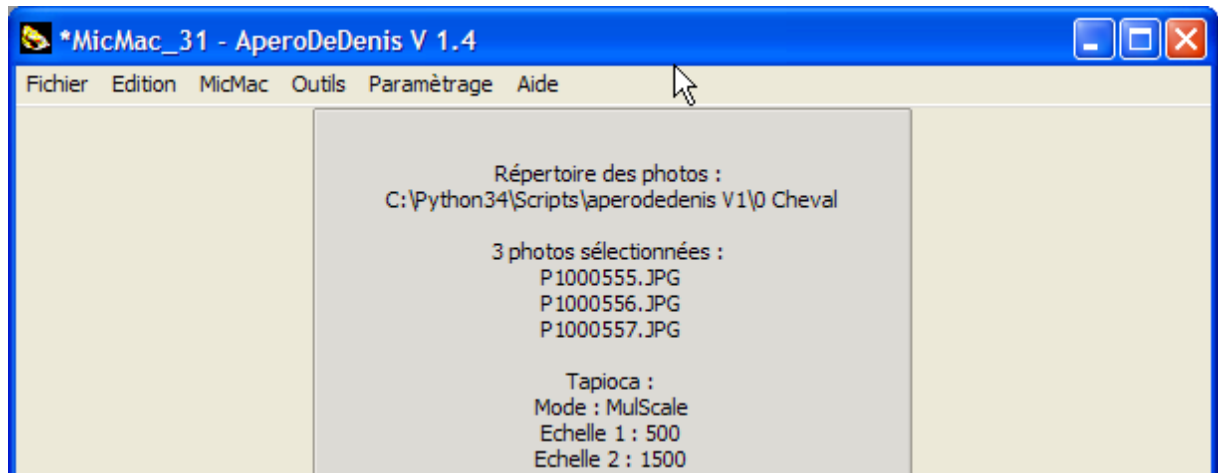 *MicMac_31 - AperoDeDenis V 1.4
Fichier Edition MicMac Outils Paramètrage Aide
Répertoire des photos :
C:\Python34\Scripts\aperodedenis V1\0 Cheval
3 photos sélectionnées :
P1000555.JPG
P1000556.JPG
P1000557.JPG
Tapioca :
Mode : MulScale
Echelle 1 : 500
Echelle 2 : 1500